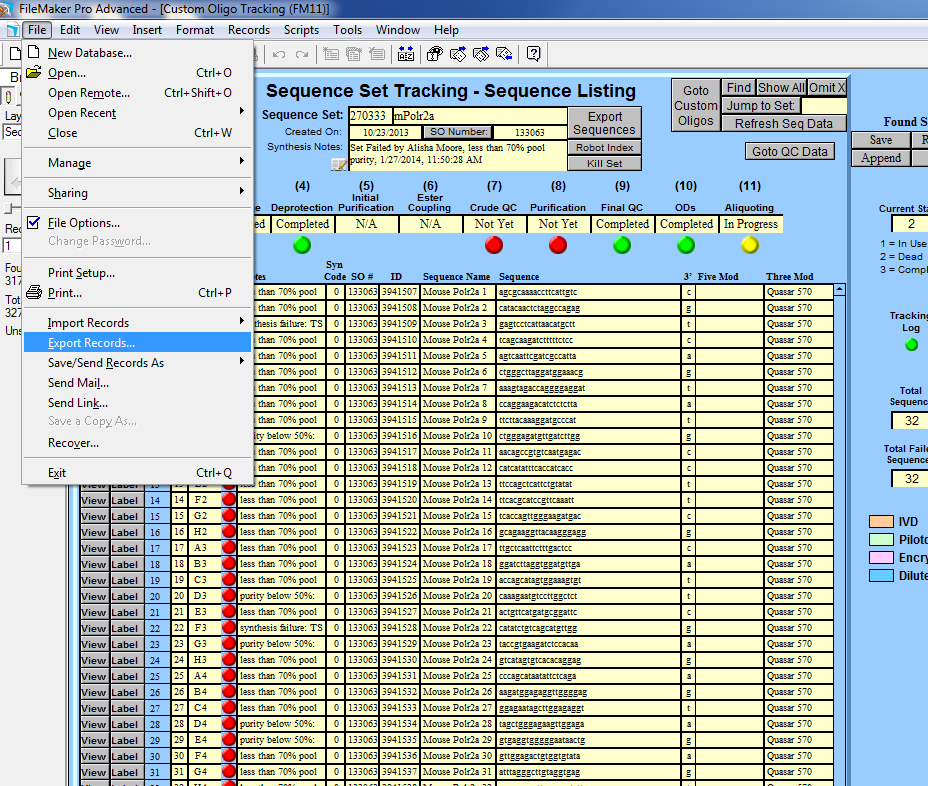 FileMaker Pro Advanced - [Custom Oligo Tracking (FM11)]
File Edit View Insert Format Records Scripts Tools Window Help
New Database...
Open... Ctrl+O
Open Remote... Ctrl+Shift+O
Open Recent
Close Ctrl+W
Manage
Sharing
File Options...
Change Password...
Print Setup...
Print... Ctrl+P
Import Records
Export Records...
Save/Send Records As
Send Mail...
Send Link...
Save a Copy As...
Recover...
Exit Ctrl+Q
Sequence Set Tracking - Sequence Listing
Sequence Set: 270333 mPolr2a
Created On: 10/23/2013 SO Number: 133063
Synthesis Notes: Set Failed by Alisha Moore, less than 70% pool
purity, 1/27/2014, 11:50:28 AM
Export
Sequences
Robot Index
Kill Set
Goto
Custom
Oligos
Find Show All Omit X
Jump to Set:
Refresh Seq Data
Goto QC Data
(4) (5) (6) (7) (8) (9) (10) (11)
Deprotection Initial Purification Ester Coupling Crude QC Purification Final QC ODs Aliquoting
Completed N/A N/A Not Yet Not Yet Completed Completed In Progress
Syn
Code SO # ID Sequence Name Sequence 3' Five Mod Three Mod
than 70% pool 0 133063 3941507 Mouse Polr2a 1 agcgcaaaaccttcattgtc c Quasar 570
than 70% pool 0 133063 3941508 Mouse Polr2a 2 catacaactctaggccagag g Quasar 570
thesis failure: TS 0 133063 3941509 Mouse Polr2a 3 gagtcctcattaacatgctt t Quasar 570
than 70% pool 0 133063 3941510 Mouse Polr2a 4 tcagcaagatcttttttctcc c Quasar 570
than 70% pool 0 133063 3941511 Mouse Polr2a 5 agtcaattcgatcgccatta a Quasar 570
than 70% pool 0 133063 3941512 Mouse Polr2a 6 ctgggcttaggatggaaacg g Quasar 570
than 70% pool 0 133063 3941513 Mouse Polr2a 7 aaagtagaccaggggaggat t Quasar 570
than 70% pool 0 133063 3941514 Mouse Polr2a 8 ccaggaagacatctctctta a Quasar 570
than 70% pool 0 133063 3941515 Mouse Polr2a 9 ttcttacaaaggatgcccat t Quasar 570
ity below 50%: 0 133063 3941516 Mouse Polr2a 10 ctgggagatgttgatcttgg g Quasar 570
than 70% pool 0 133063 3941517 Mouse Polr2a 11 aacagccgtgtcaatgagac c Quasar 570
than 70% pool 0 133063 3941518 Mouse Polr2a 12 catcatatttcaccatcacc c Quasar 570
View Label less than 70% pool 0 133063 3941519 Mouse Polr2a 13 ttccagctcattctgtatat t Quasar 570
View Label 14 14 F2 less than 70% pool 0 133063 3941520 Mouse Polr2a 14 ttcacgcatccgttcaaatt t Quasar 570
View Label 15 15 G2 less than 70% pool 0 133063 3941521 Mouse Polr2a 15 tcaccagttgggaagatgac c Quasar 570
View Label 16 16 H2 less than 70% pool 0 133063 3941522 Mouse Polr2a 16 gcagaaggttacaagggagg g Quasar 570
View Label 17 17 A3 less than 70% pool 0 133063 3941523 Mouse Polr2a 17 ttgctcaattctttgactcc c Quasar 570
View Label 18 18 B3 less than 70% pool 0 133063 3941524 Mouse Polr2a 18 ggatcttaggtggatgttga a Quasar 570
View Label 19 19 C3 less than 70% pool 0 133063 3941525 Mouse Polr2a 19 accagcatagtggaaagtgt t Quasar 570
View Label 20 20 D3 purity below 50%: 0 133063 3941526 Mouse Polr2a 20 caaagaatgtccttggctct t Quasar 570
View Label 21 21 E3 less than 70% pool 0 133063 3941527 Mouse Polr2a 21 actgttcatgatgcggattc c Quasar 570
View Label 22 22 F3 synthesis failure: TS 0 133063 3941528 Mouse Polr2a 22 catatctgtcagcatgttgg g Quasar 570
View Label 23 23 G3 purity below 50%: 0 133063 3941529 Mouse Polr2a 23 taccgtgaagatctccacaa a Quasar 570
View Label 24 24 H3 less than 70% pool 0 133063 3941530 Mouse Polr2a 24 gtcatagtgtcacacaggag g Quasar 570
View Label 25 25 A4 less than 70% pool 0 133063 3941531 Mouse Polr2a 25 cccagcataatattctcaga a Quasar 570
View Label 26 26 B4 less than 70% pool 0 133063 3941532 Mouse Polr2a 26 aagatggagaggttggggag g Quasar 570
View Label 27 27 C4 less than 70% pool 0 133063 3941533 Mouse Polr2a 27 ggagaatagcttggagaggt t Quasar 570
View Label 28 28 D4 purity below 50%: 0 133063 3941534 Mouse Polr2a 28 tagctgggagaagttggaga a Quasar 570
View Label 29 29 E4 purity below 50%: 0 133063 3941535 Mouse Polr2a 29 gtgaggtgggggaataactg g Quasar 570
View Label 30 30 F4 less than 70% pool 0 133063 3941536 Mouse Polr2a 30 gttggagactgtggtgtata a Quasar 570
View Label 31 31 G4 less than 70% pool 0 133063 3941537 Mouse Polr2a 31 atttagggcttgtaggtgag g Quasar 570
Found S
Save
Append
Current Sta
2
1 = In Use
2 = Dead
3 = Compl
Tracking
Log
Total
Sequenc
32
Total Faile
Sequence
32
IVD
Piloto
Encry
Dilute